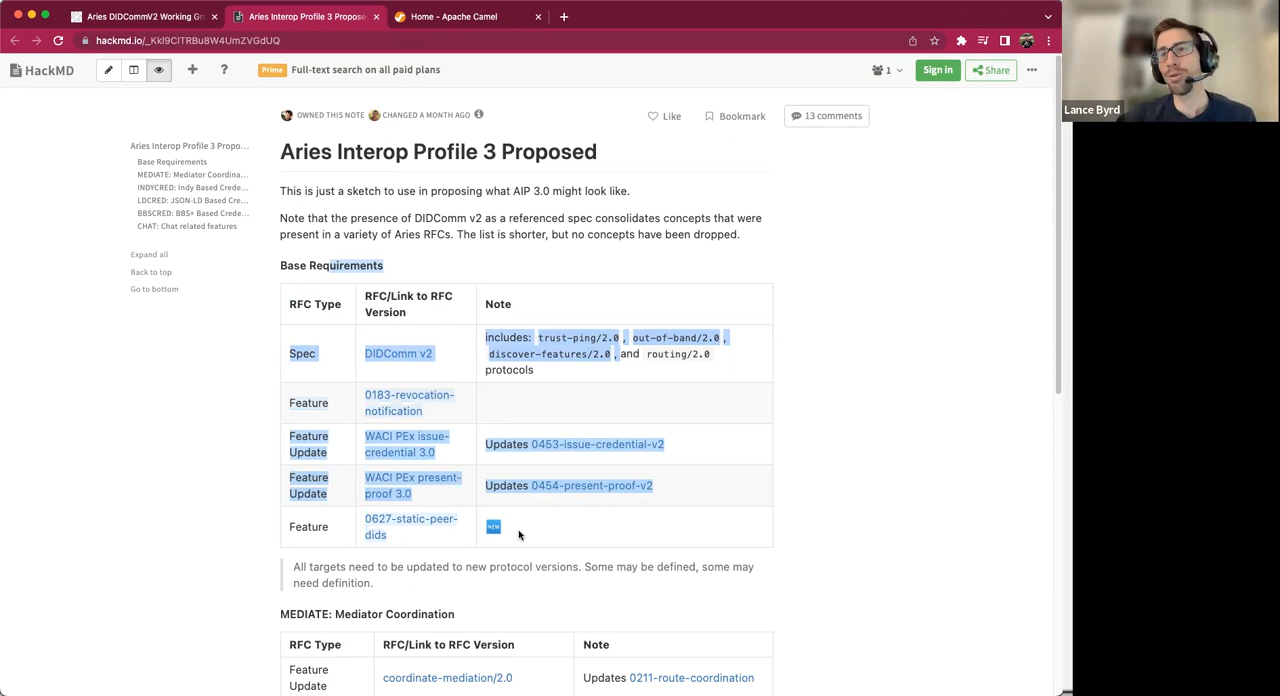 Aries DIDCommV2 Working Gr
Aries Interop Profile 3 Propose
Home - Apache Camel
hackmd.io/_Kkl9ClTRBu8W4UmZVGdUQ
HackMD
Prime Full-text search on all paid plans
1
Sign in
Share
Lance Byrd
OWNED THIS NOTE
CHANGED A MONTH AGO
Like
Bookmark
13 comments
Aries Interop Profile 3 Propo...
Base Requirements
MEDIATE: Mediator Coordina...
INDYCRED: Indy Based Crede...
LDCRED: JSON-LD Based Cre...
BBSCRED: BBS+ Based Crede...
CHAT: Chat related features
Expand all
Back to top
Go to bottom
Aries Interop Profile 3 Proposed
This is just a sketch to use in proposing what AIP 3.0 might look like.
Note that the presence of DIDComm v2 as a referenced spec consolidates concepts that were
present in a variety of Aries RFCs. The list is shorter, but no concepts have been dropped.
Base Requirements
RFC Type
RFC/Link to RFC
Version
Note
Spec
DIDComm v2
includes: trust-ping/2.0 , out-of-band/2.0 ,
discover-features/2.0 , and routing/2.0
protocols
Feature
0183-revocation-
notification
Feature
Update
WACI PEx issue-
credential 3.0
Updates 0453-issue-credential-v2
Feature
Update
WACI PEx present-
proof 3.0
Updates 0454-present-proof-v2
Feature
0627-static-peer-
dids
NEW
All targets need to be updated to new protocol versions. Some may be defined, some may
need definition.
MEDIATE: Mediator Coordination
RFC Type
RFC/Link to RFC Version
Note
Feature
Update
coordinate-mediation/2.0
Updates 0211-route-coordination